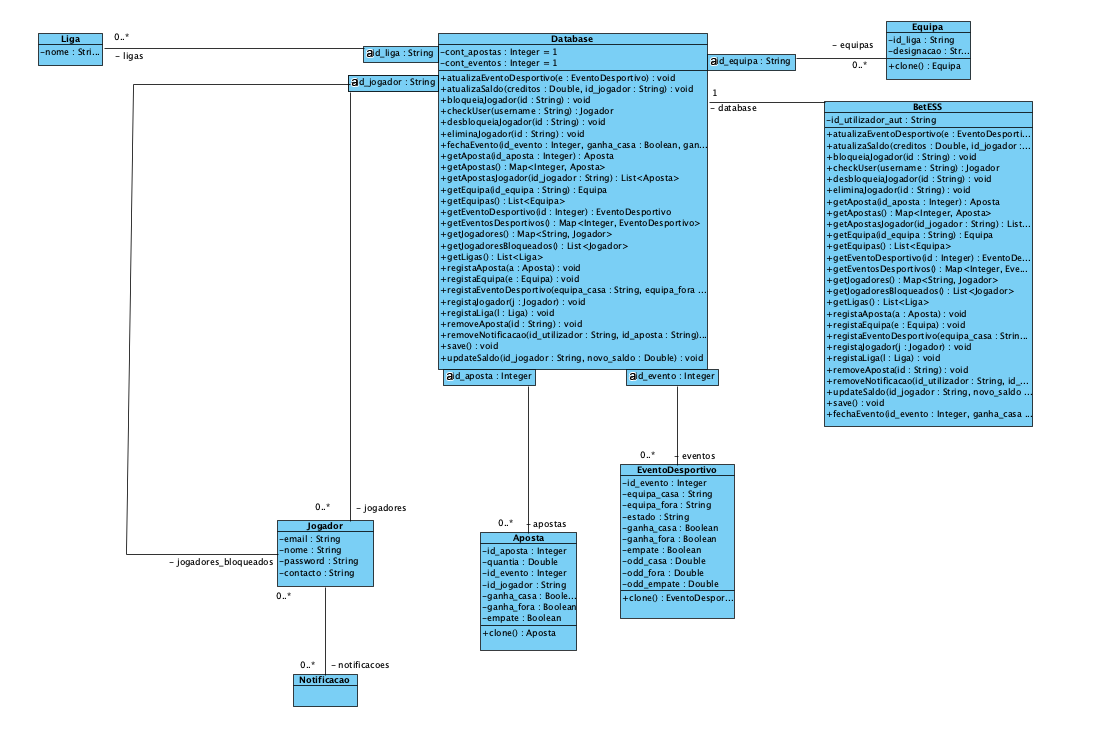 Liga
-nome : Stri...
0..*
- ligas
id_liga : String
id_jogador : String
Database
-cont_apostas : Integer = 1
-cont_eventos : Integer = 1
+atualizaEventoDesportivo(e : EventoDesportivo) : void
+atualizaSaldo(creditos : Double, id_jogador : String) : void
+bloqueiaJogador(id : String) : void
+checkUser(username : String) : Jogador
+desbloqueiaJogador(id : String) : void
+eliminaJogador(id : String) : void
+fechaEvento(id_evento : Integer, ganha_casa : Boolean, gan...
+getAposta(id_aposta : Integer) : Aposta
+getApostas() : Map<Integer, Aposta>
+getApostasJogador(id_jogador : String) : List<Aposta>
+getEquipa(id_equipa : String) : Equipa
+getEquipas() : List<Equipa>
+getEventoDesportivo(id : Integer) : EventoDesportivo
+getEventosDesportivos() : Map<Integer, EventoDesportivo>
+getJogadores() : Map<String, Jogador>
+getJogadoresBloqueados() : List<Jogador>
+getLigas() : List<Liga>
+registaAposta(a : Aposta) : void
+registaEquipa(e : Equipa) : void
+registaEventoDesportivo(equipa_casa : String, equipa_fora ...
+registaJogador(j : Jogador) : void
+registaLiga(l : Liga) : void
+removeAposta(id : String) : void
+removeNotificacao(id_utilizador : String, id_aposta : String)...
+save() : void
+updateSaldo(id_jogador : String, novo_saldo : Double) : void
id_equipa : String
- equipas
0..*
Equipa
-id_liga : String
-designacao : Str...
+clone() : Equipa
1
- database
BetESS
-id_utilizador_aut : String
+atualizaEventoDesportivo(e : EventoDesporti...
+atualizaSaldo(creditos : Double, id_jogador :...
+bloqueiaJogador(id : String) : void
+checkUser(username : String) : Jogador
+desbloqueiaJogador(id : String) : void
+eliminaJogador(id : String) : void
+getAposta(id_aposta : Integer) : Aposta
+getApostas() : Map<Integer, Aposta>
+getApostasJogador(id_jogador : String) : List...
+getEquipa(id_equipa : String) : Equipa
+getEquipas() : List<Equipa>
+getEventoDesportivo(id : Integer) : EventoDe...
+getEventosDesportivos() : Map<Integer, Eve...
+getJogadores() : Map<String, Jogador>
+getJogadoresBloqueados() : List<Jogador>
+getLigas() : List<Liga>
+registaAposta(a : Aposta) : void
+registaEquipa(e : Equipa) : void
+registaEventoDesportivo(equipa_casa : Strin...
+registaJogador(j : Jogador) : void
+registaLiga(l : Liga) : void
+removeAposta(id : String) : void
+removeNotificacao(id_utilizador : String, id_...
+updateSaldo(id_jogador : String, novo_saldo ...
+save() : void
+fechaEvento(id_evento : Integer, ganha_casa ...
id_aposta : Integer
id_evento : Integer
0..*
- jogadores
Jogador
-email : String
-nome : String
-password : String
-contacto : String
- jogadores_bloqueados
0..*
0..*
- notificacoes
Notificacao
0..*
- apostas
Aposta
-id_aposta : Integer
-quantia : Double
-id_evento : Integer
-id_jogador : String
-ganha_casa : Boole...
-ganha_fora : Boolean
-empate : Boolean
+clone() : Aposta
0..*
- eventos
EventoDesportivo
-id_evento : Integer
-equipa_casa : String
-equipa_fora : String
-estado : String
-ganha_casa : Boolean
-ganha_fora : Boolean
-empate : Boolean
-odd_casa : Double
-odd_fora : Double
-odd_empate : Double
+clone() : EventoDespor...